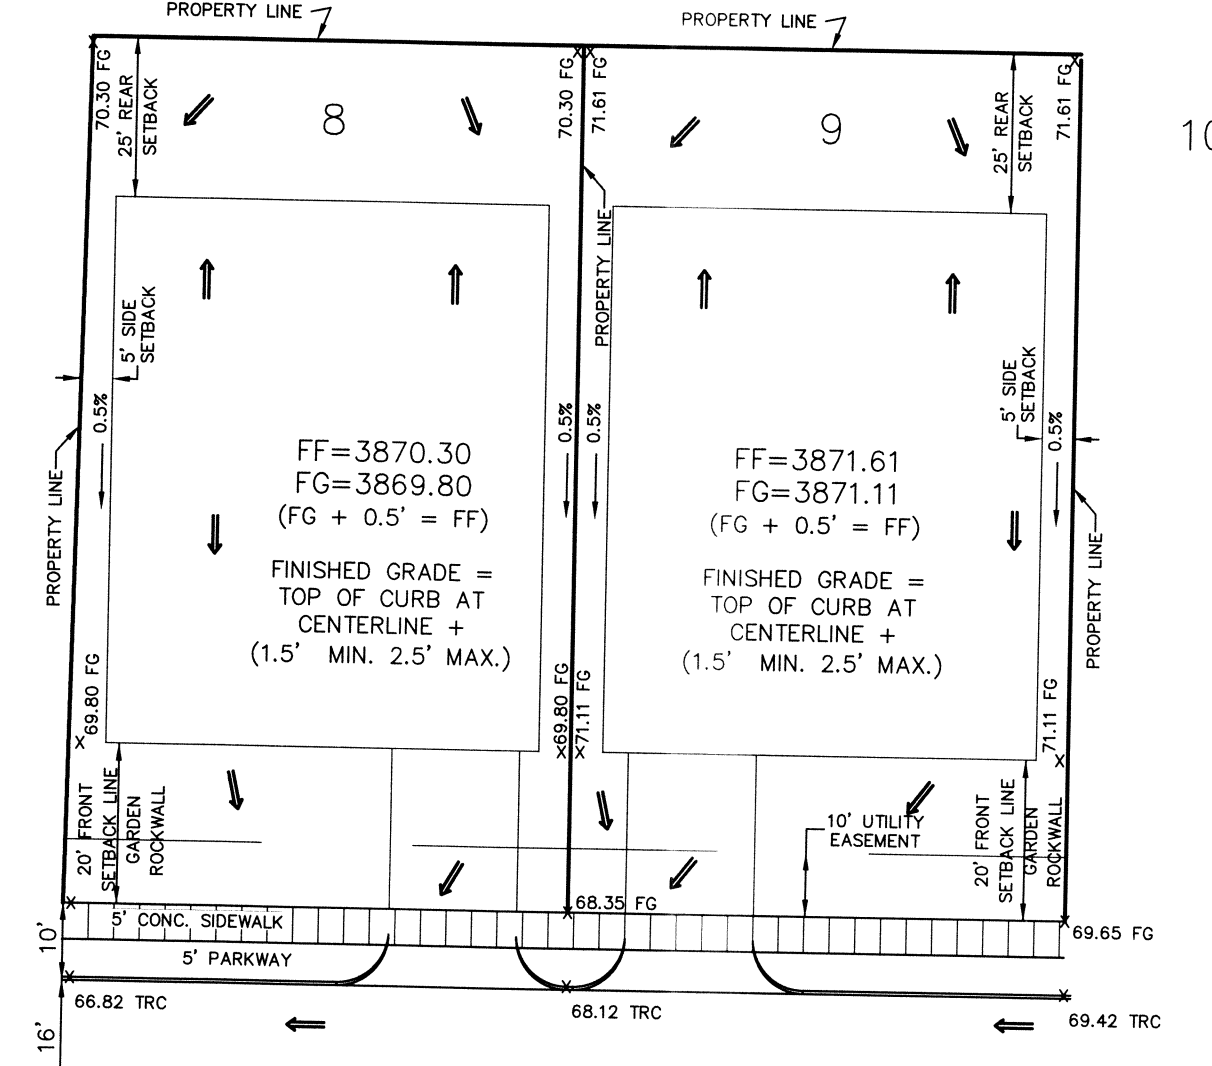 PROPERTY LINE
PROPERTY LINE
70.30 FG
25' REAR
SETBACK
8
70.30 FG
71.61 FG
9
25' REAR
SETBACK
71.61 FG
10
PROPERTY LINE
5' SIDE
SETBACK
5' SIDE
SETBACK
0.5%
0.5%
0.5%
0.5%
PROPERTY LINE
FF=3870.30
FG=3869.80
(FG + 0.5' = FF)
FINISHED GRADE =
TOP OF CURB AT
CENTERLINE +
(1.5' MIN. 2.5' MAX.)
FF=3871.61
FG=3871.11
(FG + 0.5' = FF)
FINISHED GRADE =
TOP OF CURB AT
CENTERLINE +
(1.5' MIN. 2.5' MAX.)
PROPERTY LINE
69.80 FG
69.80 FG
71.11 FG
71.11 FG
20' FRONT
SETBACK LINE
GARDEN
ROCKWALL
10' UTILITY
EASEMENT
20' FRONT
SETBACK LINE
GARDEN
ROCKWALL
68.35 FG
5' CONC. SIDEWALK
69.65 FG
10'
5' PARKWAY
66.82 TRC
68.12 TRC
69.42 TRC
16'